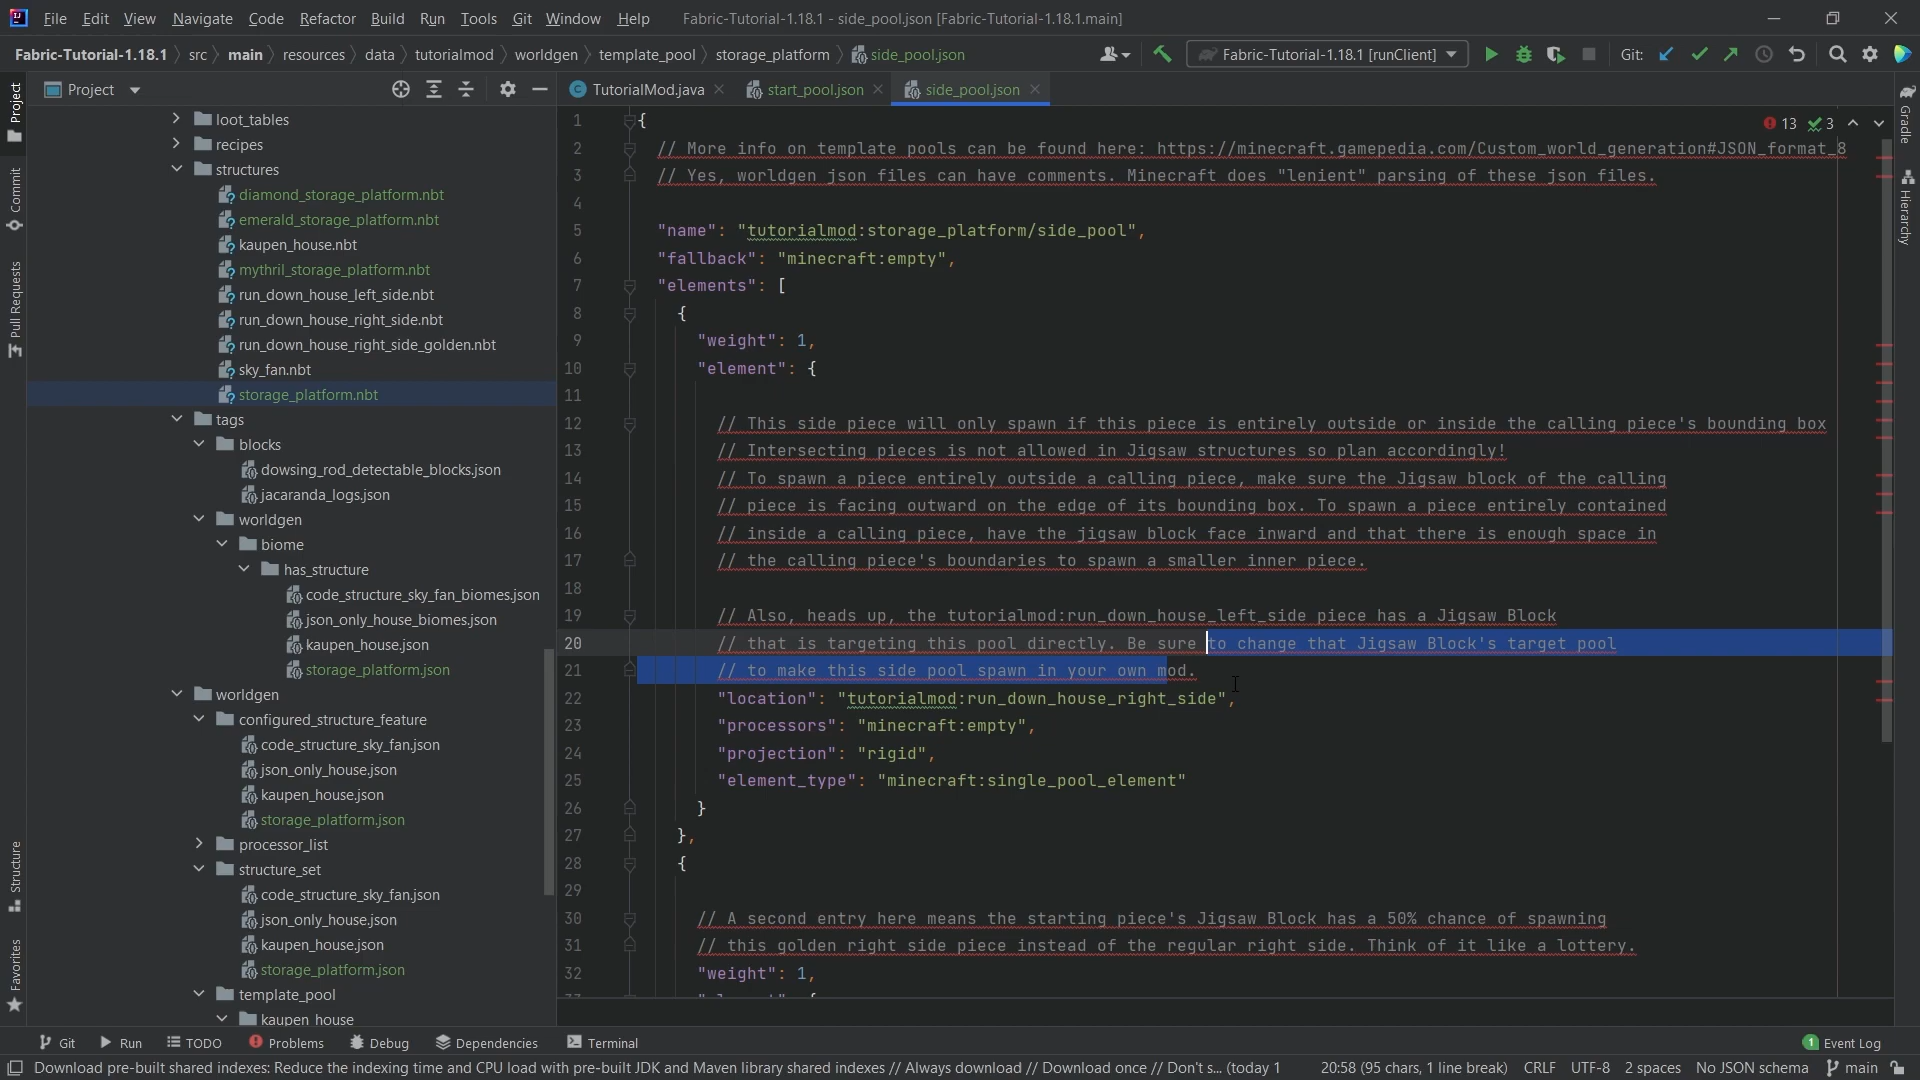 File Edit View Navigate Code Refactor Build Run Tools Git Window Help Fabric-Tutorial-1.18.1 - side_pool.json [Fabric-Tutorial-1.18.1.main]
Fabric-Tutorial-1.18.1 src main resources data tutorialmod worldgen template_pool storage_platform side_pool.json Fabric-Tutorial-1.18.1 [runClient] Git:
Project TutorialMod.java start_pool.json side_pool.json
Project
Commit
Pull Requests
Structure
Favorites
Gradle
Hierarchy
loot_tables
recipes
structures
diamond_storage_platform.nbt
emerald_storage_platform.nbt
kaupen_house.nbt
mythril_storage_platform.nbt
run_down_house_left_side.nbt
run_down_house_right_side.nbt
run_down_house_right_side_golden.nbt
sky_fan.nbt
storage_platform.nbt
tags
blocks
dowsing_rod_detectable_blocks.json
jacaranda_logs.json
worldgen
biome
has_structure
code_structure_sky_fan_biomes.json
json_only_house_biomes.json
kaupen_house.json
storage_platform.json
worldgen
configured_structure_feature
code_structure_sky_fan.json
json_only_house.json
kaupen_house.json
storage_platform.json
processor_list
structure_set
code_structure_sky_fan.json
json_only_house.json
kaupen_house.json
storage_platform.json
template_pool
kaupen_house
13 3
1 {
2 // More info on template pools can be found here: https://minecraft.gamepedia.com/Custom_world_generation#JSON_format_8
3 // Yes, worldgen json files can have comments. Minecraft does "lenient" parsing of these json files.
4
5 "name": "tutorialmod:storage_platform/side_pool",
6 "fallback": "minecraft:empty",
7 "elements": [
8 {
9 "weight": 1,
10 "element": {
11
12 // This side piece will only spawn if this piece is entirely outside or inside the calling piece's bounding box
13 // Intersecting pieces is not allowed in Jigsaw structures so plan accordingly!
14 // To spawn a piece entirely outside a calling piece, make sure the Jigsaw block of the calling
15 // piece is facing outward on the edge of its bounding box. To spawn a piece entirely contained
16 // inside a calling piece, have the jigsaw block face inward and that there is enough space in
17 // the calling piece's boundaries to spawn a smaller inner piece.
18
19 // Also, heads up, the tutorialmod:run_down_house_left_side piece has a Jigsaw Block
20 // that is targeting this pool directly. Be sure to change that Jigsaw Block's target pool
21 // to make this side pool spawn in your own mod.
22 "location": "tutorialmod:run_down_house_right_side",
23 "processors": "minecraft:empty",
24 "projection": "rigid",
25 "element_type": "minecraft:single_pool_element"
26 }
27 },
28 {
29
30 // A second entry here means the starting piece's Jigsaw Block has a 50% chance of spawning
31 // this golden right side piece instead of the regular right side. Think of it like a lottery.
32 "weight": 1,
Git Run TODO Problems Debug Dependencies Terminal 1 Event Log
Download pre-built shared indexes: Reduce the indexing time and CPU load with pre-built JDK and Maven library shared indexes // Always download // Download once // Don't s... (today 1 20:58 (95 chars, 1 line break) CRLF UTF-8 2 spaces No JSON schema main